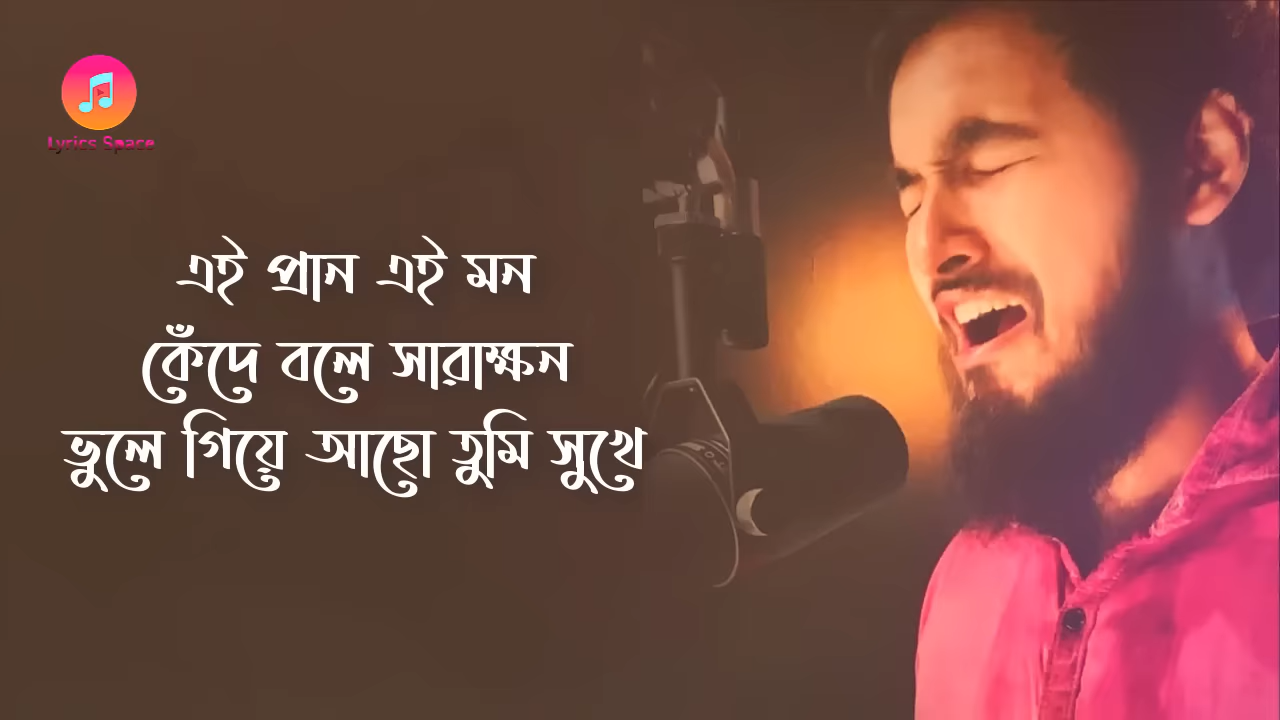 Lyrics Space
এই প্রান এই মন
কেঁদে বলে সারাক্ষন
ভুলে গিয়ে আছো তুমি সুখে